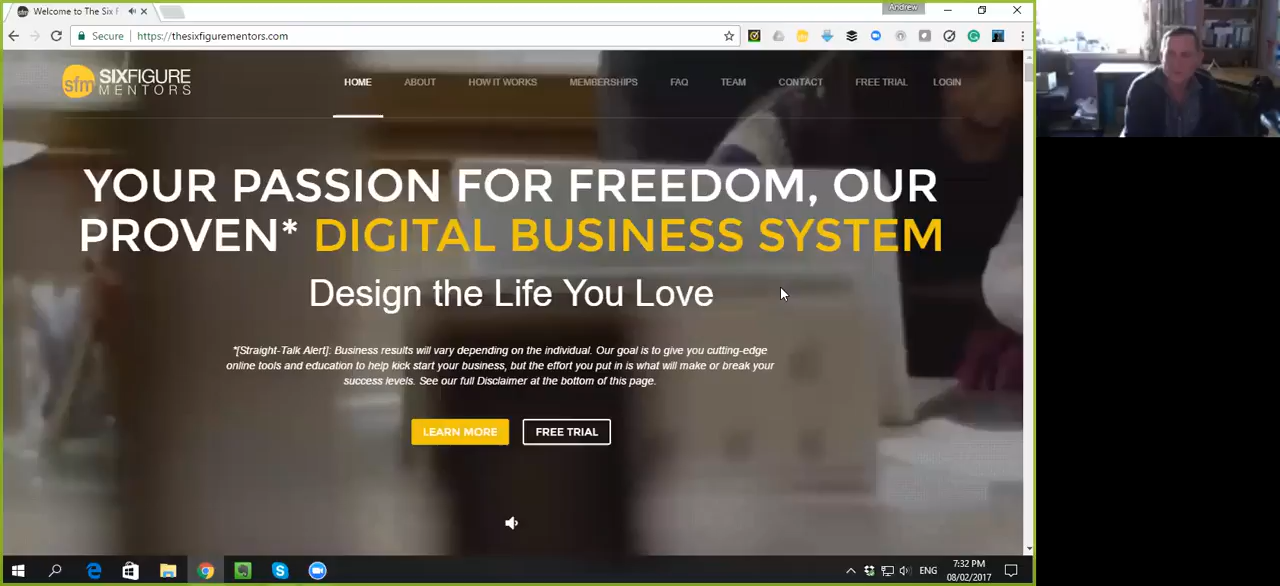 Welcome to The Six F
Andrew
Secure
https://thesixfigurementors.com
sfm SIXFIGURE
MENTORS
HOME ABOUT HOW IT WORKS MEMBERSHIPS FAQ TEAM CONTACT FREE TRIAL LOGIN
YOUR PASSION FOR FREEDOM, OUR
PROVEN* DIGITAL BUSINESS SYSTEM
Design the Life You Love
*[Straight-Talk Alert]: Business results will vary depending on the individual. Our goal is to give you cutting-edge
online tools and education to help kick start your business, but the effort you put in is what will make or break your
success levels. See our full Disclaimer at the bottom of this page.
LEARN MORE FREE TRIAL
ENG
7:32 PM
08/02/2017